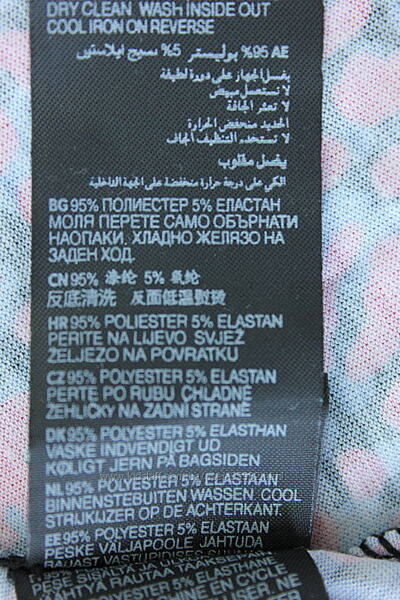 DRY CLEAN WASH INSIDE OUT
COOL IRON ON REVERSE
AE 95% بوليستر 5% نسيج إيلاستين
يغسل الجهاز على دورة لطيفة
لا تستعمل مبيض
لا تعثر الجافة
الحديد منخفض الحرارة
لا تستخدم التنظيف الجاف
يغسل مقلوب
الكي على درجة حرارة منخفضة على الجهة الداخلية
BG 95% ПОЛИЕСТЕР 5% ЕЛАСТАН
МОЛЯ ПЕРЕТЕ САМО ОБЪРНАТИ
НАОПАКИ. ХЛАДНО ЖЕЛЯЗО НА
ЗАДЕН ХОД.
CN 95% 涤纶 5% 氨纶
反底清洗 反面低温熨烫
HR 95% POLIESTER 5% ELASTAN
PERITE NA LIJEVO SVJEŽ
ŽELJEZO NA POVRATKU
CZ 95% POLYESTER 5% ELASTAN
PERTE PO RUBU CHLADNÉ
ŽEHLIČKY NA ZADNÍ STRANĚ
DK 95% POLYESTER 5% ELASTHAN
VASKE INDVENDIGT UD
KØLIGT JERN PÅ BAGSIDEN
NL 95% POLYESTER 5% ELASTAAN
BINNENSTEBUITEN WASSEN. COOL
STRIJKIJZER OP DE ACHTERKANT.
EE 95% POLYESTER 5% ELASTAAN
PESKE VÄLJAPOOLE JAHTUDA